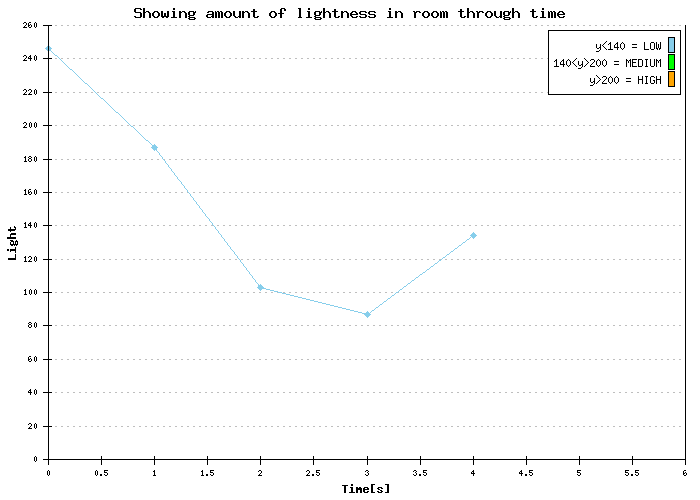 Showing amount of lightness in room through time
y<140 = LOW
140<y>200 = MEDIUM
y>200 = HIGH
260
240
220
200
180
160
140
120
100
80
60
40
20
0
Light
0 0.5 1 1.5 2 2.5 3 3.5 4 4.5 5 5.5 6
Time[s]